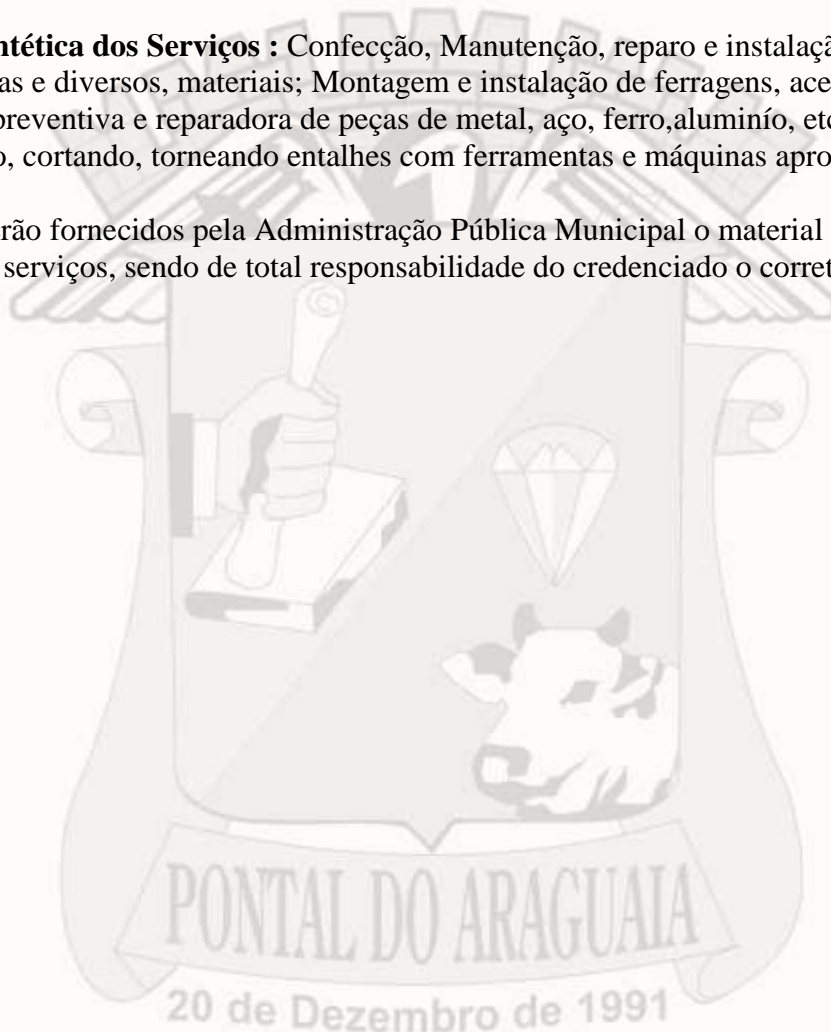 ntética dos Serviços : Confecção, Manutenção, reparo e instalaçã
as e diversos, materiais; Montagem e instalação de ferragens, ace
preventiva e reparadora de peças de metal, aço, ferro,aluminío, etc
o, cortando, torneando entalhes com ferramentas e máquinas apro
rão fornecidos pela Administração Pública Municipal o material
serviços, sendo de total responsabilidade do credenciado o corret
PONTAL DO ARAGUAIA
20 de Dezembro de 1991